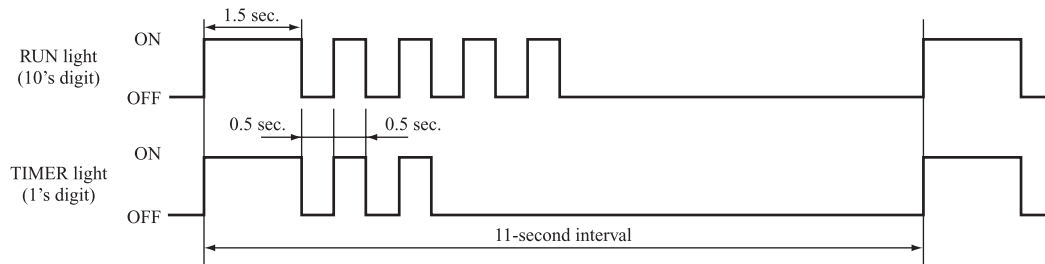 1.5 sec.
ON
RUN light
(10's digit)
OFF
0.5 sec.
0.5 sec.
ON
TIMER light
(1's digit)
OFF
11-second interval